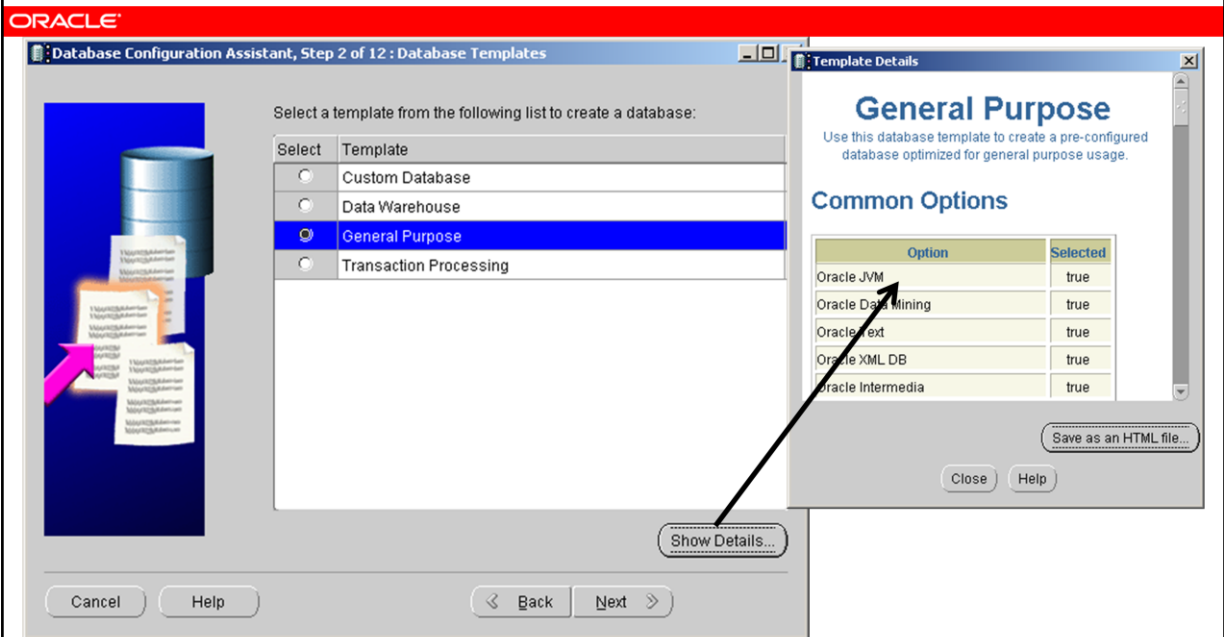 ORACLE
Database Configuration Assistant, Step 2 of 12 : Database Templates
Select a template from the following list to create a database:
Select Template
Custom Database
Data Warehouse
General Purpose
Transaction Processing
Show Details...
Cancel Help Back Next
Template Details
General Purpose
Use this database template to create a pre-configured
database optimized for general purpose usage.
Common Options
Option Selected
Oracle JVM true
Oracle Data Mining true
Oracle Text true
Oracle XML DB true
Oracle Intermedia true
Save as an HTML file...
Close Help